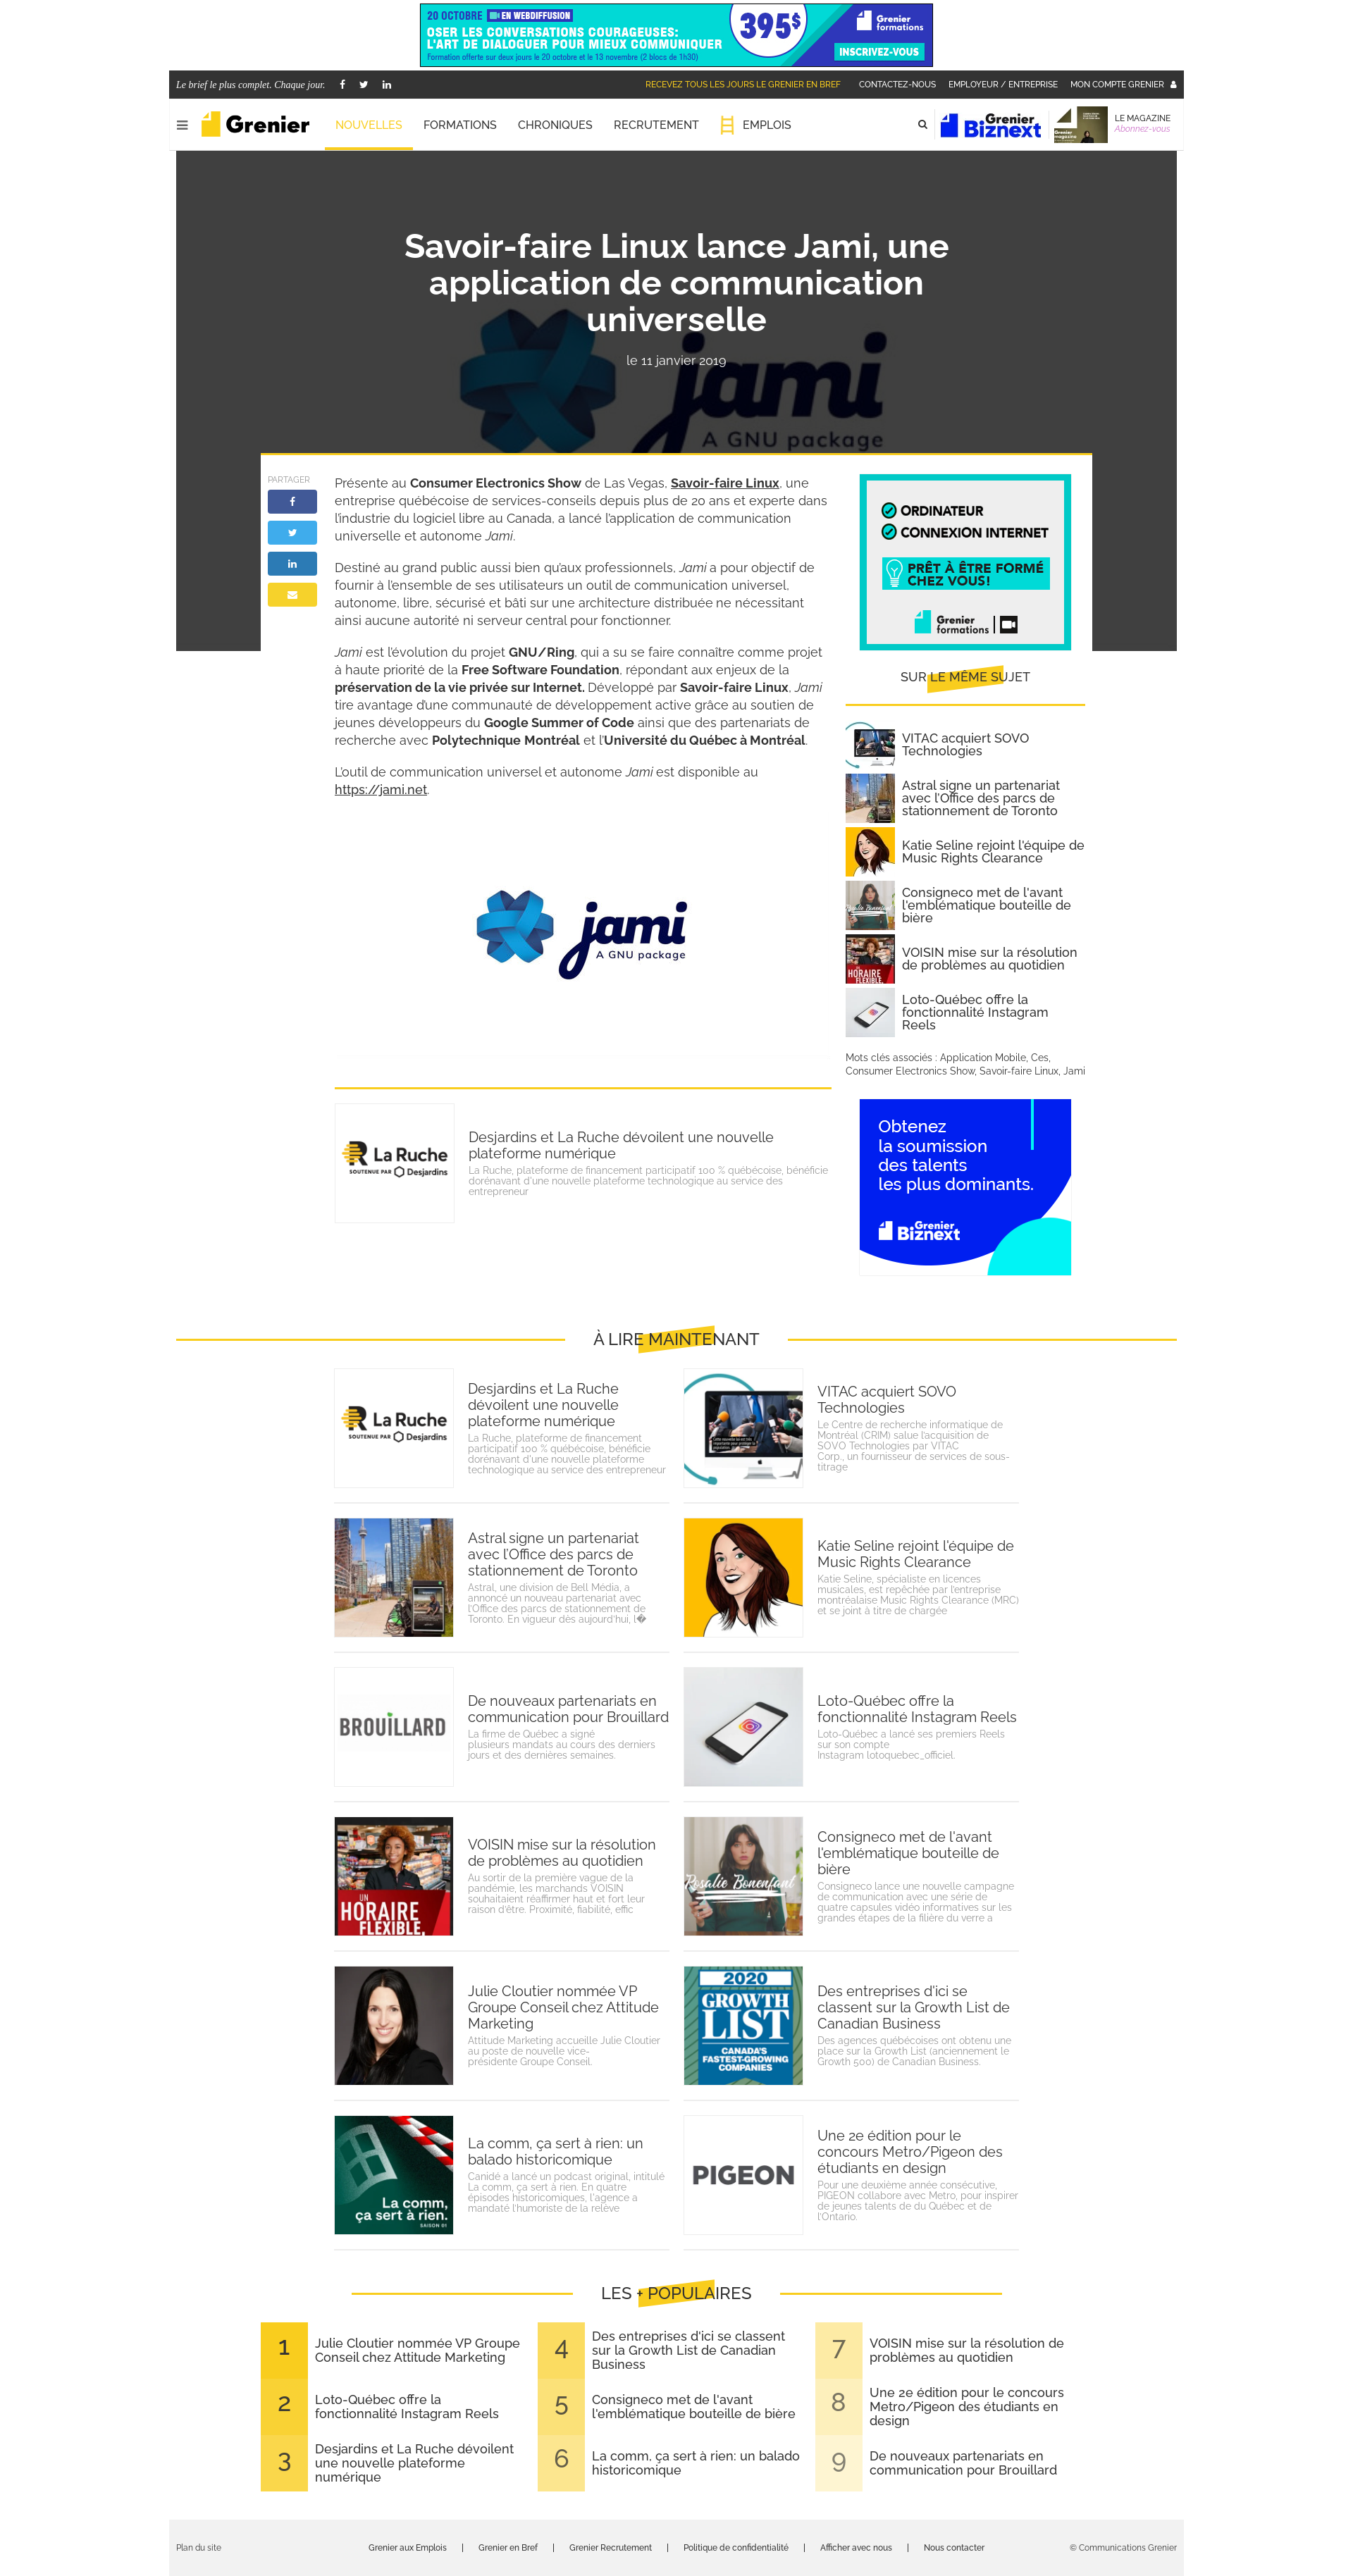 20 OCTOBRE EN WEBDIFFUSION
OSER LES CONVERSATIONS COURAGEUSES:
L'ART DE DIALOGUER POUR MIEUX COMMUNIQUER
Formation offerte sur deux jours le 20 octobre et le 13 novembre (2 blocs de 1h30)
395$
Grenier
formations
INSCRIVEZ-VOUS
Le brief le plus complet. Chaque jour.
RECEVEZ TOUS LES JOURS LE GRENIER EN BREF
CONTACTEZ-NOUS
EMPLOYEUR / ENTREPRISE
MON COMPTE GRENIER
Grenier
NOUVELLES
FORMATIONS
CHRONIQUES
RECRUTEMENT
EMPLOIS
Grenier
Biznext
Grenier
magazine
LE MAGAZINE
Abonnez-vous
Savoir-faire Linux lance Jami, une
application de communication
universelle
le 11 janvier 2019
jami
A GNU package
PARTAGER
Présente au Consumer Electronics Show de Las Vegas, Savoir-faire Linux, une
entreprise québécoise de services-conseils depuis plus de 20 ans et experte dans
l'industrie du logiciel libre au Canada, a lancé l'application de communication
universelle et autonome Jami.
Destiné au grand public aussi bien qu'aux professionnels, Jami a pour objectif de
fournir à l'ensemble de ses utilisateurs un outil de communication universel,
autonome, libre, sécurisé et bâti sur une architecture distribuée ne nécessitant
ainsi aucune autorité ni serveur central pour fonctionner.
Jami est l'évolution du projet GNU/Ring, qui a su se faire connaître comme projet
à haute priorité de la Free Software Foundation, répondant aux enjeux de la
préservation de la vie privée sur Internet. Développé par Savoir-faire Linux, Jami
tire avantage d'une communauté de développement active grâce au soutien de
jeunes développeurs du Google Summer of Code ainsi que des partenariats de
recherche avec Polytechnique Montréal et l'Université du Québec à Montréal.
L'outil de communication universel et autonome Jami est disponible au
https://jami.net.
jami
A GNU package
Desjardins et La Ruche dévoilent une nouvelle
plateforme numérique
La Ruche, plateforme de financement participatif 100 % québécoise, bénéficie
dorénavant d'une nouvelle plateforme technologique au service des
entrepreneur
La Ruche
SOUTENUE PAR Desjardins
ORDINATEUR
CONNEXION INTERNET
PRÊT À ÊTRE FORMÉ
CHEZ VOUS!
Grenier
formations
SUR LE MÊME SUJET
VITAC acquiert SOVO
Technologies
Astral signe un partenariat
avec l'Office des parcs de
stationnement de Toronto
Katie Seline rejoint l'équipe de
Music Rights Clearance
Consigneco met de l'avant
l'emblématique bouteille de
bière
VOISIN mise sur la résolution
de problèmes au quotidien
Loto-Québec offre la
fonctionnalité Instagram
Reels
Mots clés associés : Application Mobile, Ces,
Consumer Electronics Show, Savoir-faire Linux, Jami
Obtenez
la soumission
des talents
les plus dominants.
Grenier
Biznext
À LIRE MAINTENANT
La Ruche
SOUTENUE PAR Desjardins
Desjardins et La Ruche
dévoilent une nouvelle
plateforme numérique
La Ruche, plateforme de financement
participatif 100 % québécoise, bénéficie
dorénavant d'une nouvelle plateforme
technologique au service des entrepreneur
VITAC acquiert SOVO
Technologies
Le Centre de recherche informatique de
Montréal (CRIM) salue l'acquisition de
SOVO Technologies par VITAC
Corp., un fournisseur de services de sous-
titrage
Astral signe un partenariat
avec l'Office des parcs de
stationnement de Toronto
Astral, une division de Bell Média, a
annoncé un nouveau partenariat avec
l'Office des parcs de stationnement de
Toronto. En vigueur dès aujourd'hui, l�
Katie Seline rejoint l'équipe de
Music Rights Clearance
Katie Seline, spécialiste en licences
musicales, est repêchée par l'entreprise
montréalaise Music Rights Clearance (MRC)
et se joint à titre de chargée
BROUILLARD
De nouveaux partenariats en
communication pour Brouillard
La firme de Québec a signé
plusieurs mandats au cours des derniers
jours et des dernières semaines.
Loto-Québec offre la
fonctionnalité Instagram Reels
Loto-Québec a lancé ses premiers Reels
sur son compte
Instagram lotoquebec_officiel.
UN
HORAIRE
FLEXIBLE,
VOISIN mise sur la résolution
de problèmes au quotidien
Au sortir de la première vague de la
pandémie, les marchands VOISIN
souhaitaient réaffirmer haut et fort leur
raison d'être. Proximité, fiabilité, effic
Rosalie Bonenfant
Consigneco met de l'avant
l'emblématique bouteille de
bière
Consigneco lance une nouvelle campagne
de communication avec une série de
quatre capsules vidéo informatives sur les
grandes étapes de la filière du verre a
Julie Cloutier nommée VP
Groupe Conseil chez Attitude
Marketing
Attitude Marketing accueille Julie Cloutier
au poste de nouvelle vice-
présidente Groupe Conseil.
2020
GROWTH
LIST
CANADA'S
FASTEST-GROWING
COMPANIES
Des entreprises d'ici se
classent sur la Growth List de
Canadian Business
Des agences québécoises ont obtenu une
place sur la Growth List (anciennement le
Growth 500) de Canadian Business.
La comm,
ça sert à rien.
SAISON 01
La comm, ça sert à rien: un
balado historicomique
Canidé a lancé un podcast original, intitulé
La comm, ça sert à rien. En quatre
épisodes historicomiques, l'agence a
mandaté l'humoriste de la relève
PIGEON
Une 2e édition pour le
concours Metro/Pigeon des
étudiants en design
Pour une deuxième année consécutive,
PIGEON collabore avec Metro, pour inspirer
de jeunes talents de du Québec et de
l'Ontario.
LES + POPULAIRES
1
Julie Cloutier nommée VP Groupe
Conseil chez Attitude Marketing
2
Loto-Québec offre la
fonctionnalité Instagram Reels
3
Desjardins et La Ruche dévoilent
une nouvelle plateforme
numérique
4
Des entreprises d'ici se classent
sur la Growth List de Canadian
Business
5
Consigneco met de l'avant
l'emblématique bouteille de bière
6
La comm, ça sert à rien: un balado
historicomique
7
VOISIN mise sur la résolution de
problèmes au quotidien
8
Une 2e édition pour le concours
Metro/Pigeon des étudiants en
design
9
De nouveaux partenariats en
communication pour Brouillard
Plan du site
Grenier aux Emplois | Grenier en Bref | Grenier Recrutement | Politique de confidentialité | Afficher avec nous | Nous contacter
© Communications Grenier